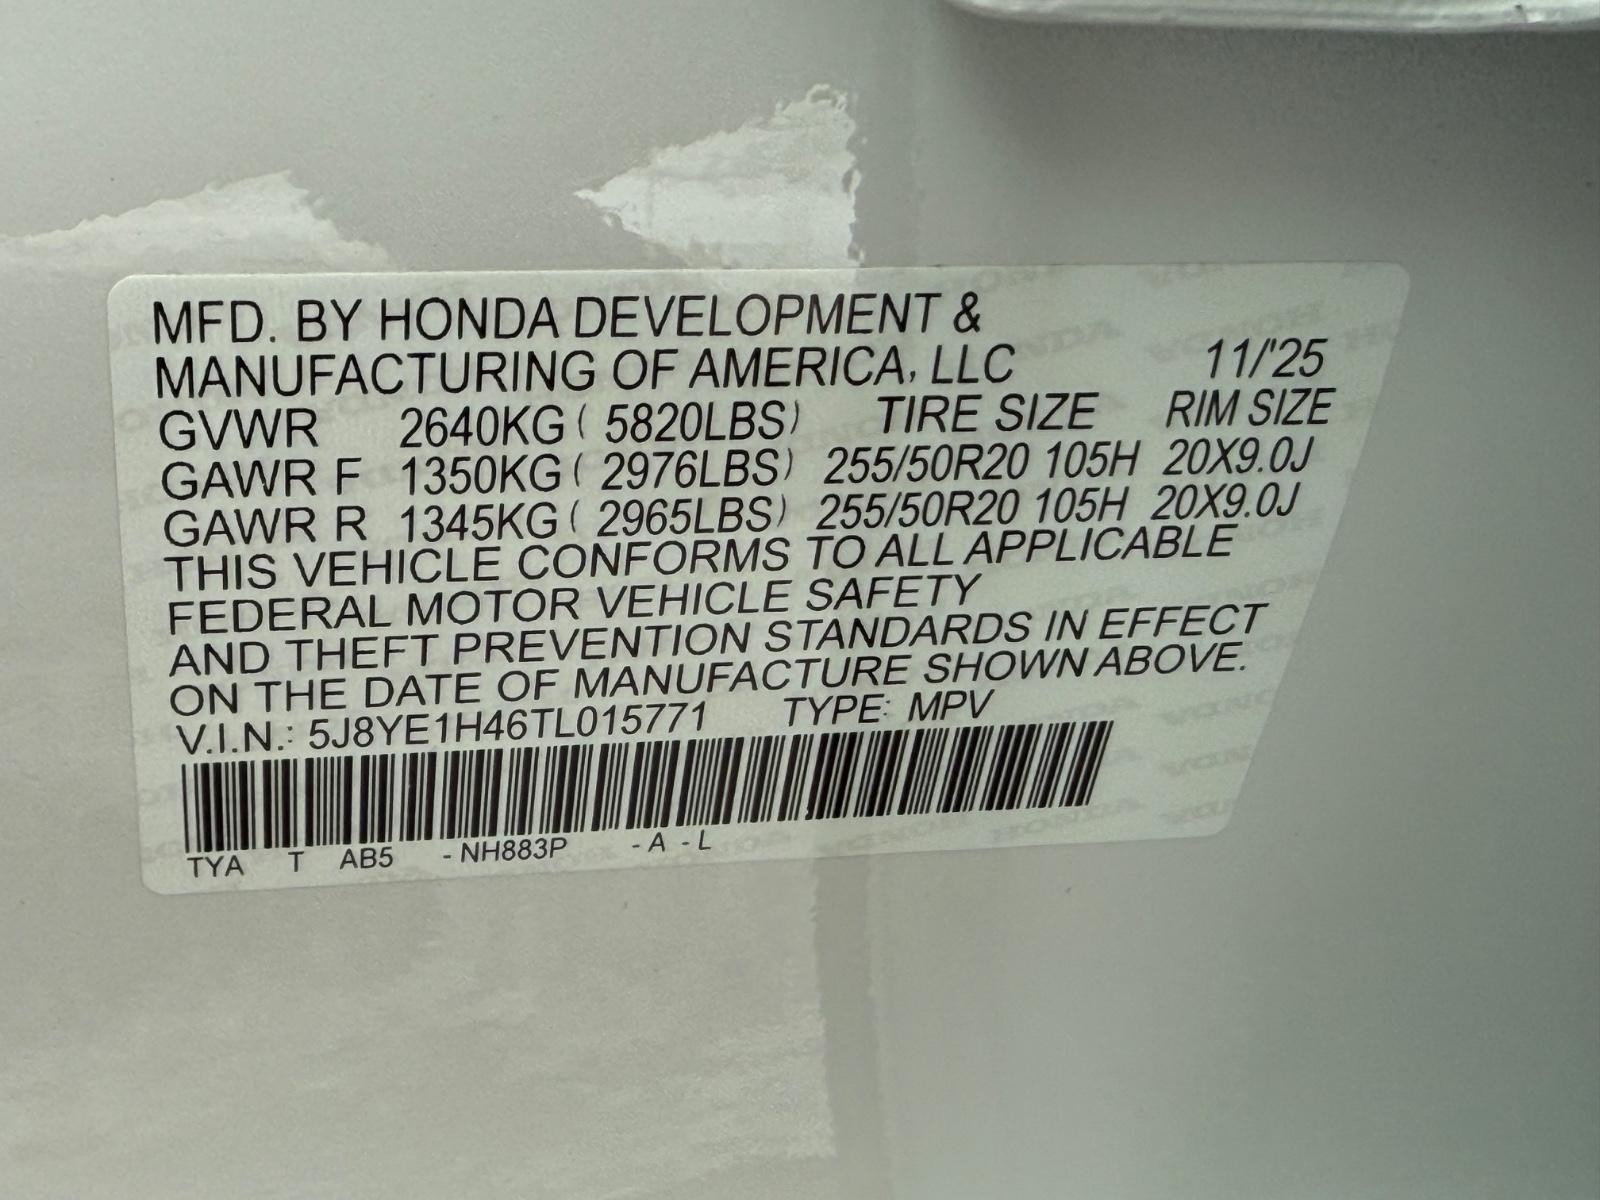 MFD. BY HONDA DEVELOPMENT &
MANUFACTURING OF AMERICA, LLC 11/'25
GVWR 2640KG ( 5820LBS) TIRE SIZE RIM SIZE
GAWR F 1350KG ( 2976LBS) 255/50R20 105H 20X9.0J
GAWR R 1345KG ( 2965LBS) 255/50R20 105H 20X9.0J
THIS VEHICLE CONFORMS TO ALL APPLICABLE
FEDERAL MOTOR VEHICLE SAFETY
AND THEFT PREVENTION STANDARDS IN EFFECT
ON THE DATE OF MANUFACTURE SHOWN ABOVE.
V.I.N.: 5J8YE1H46TL015771 TYPE: MPV
TYA T AB5 - NH883P - A - L